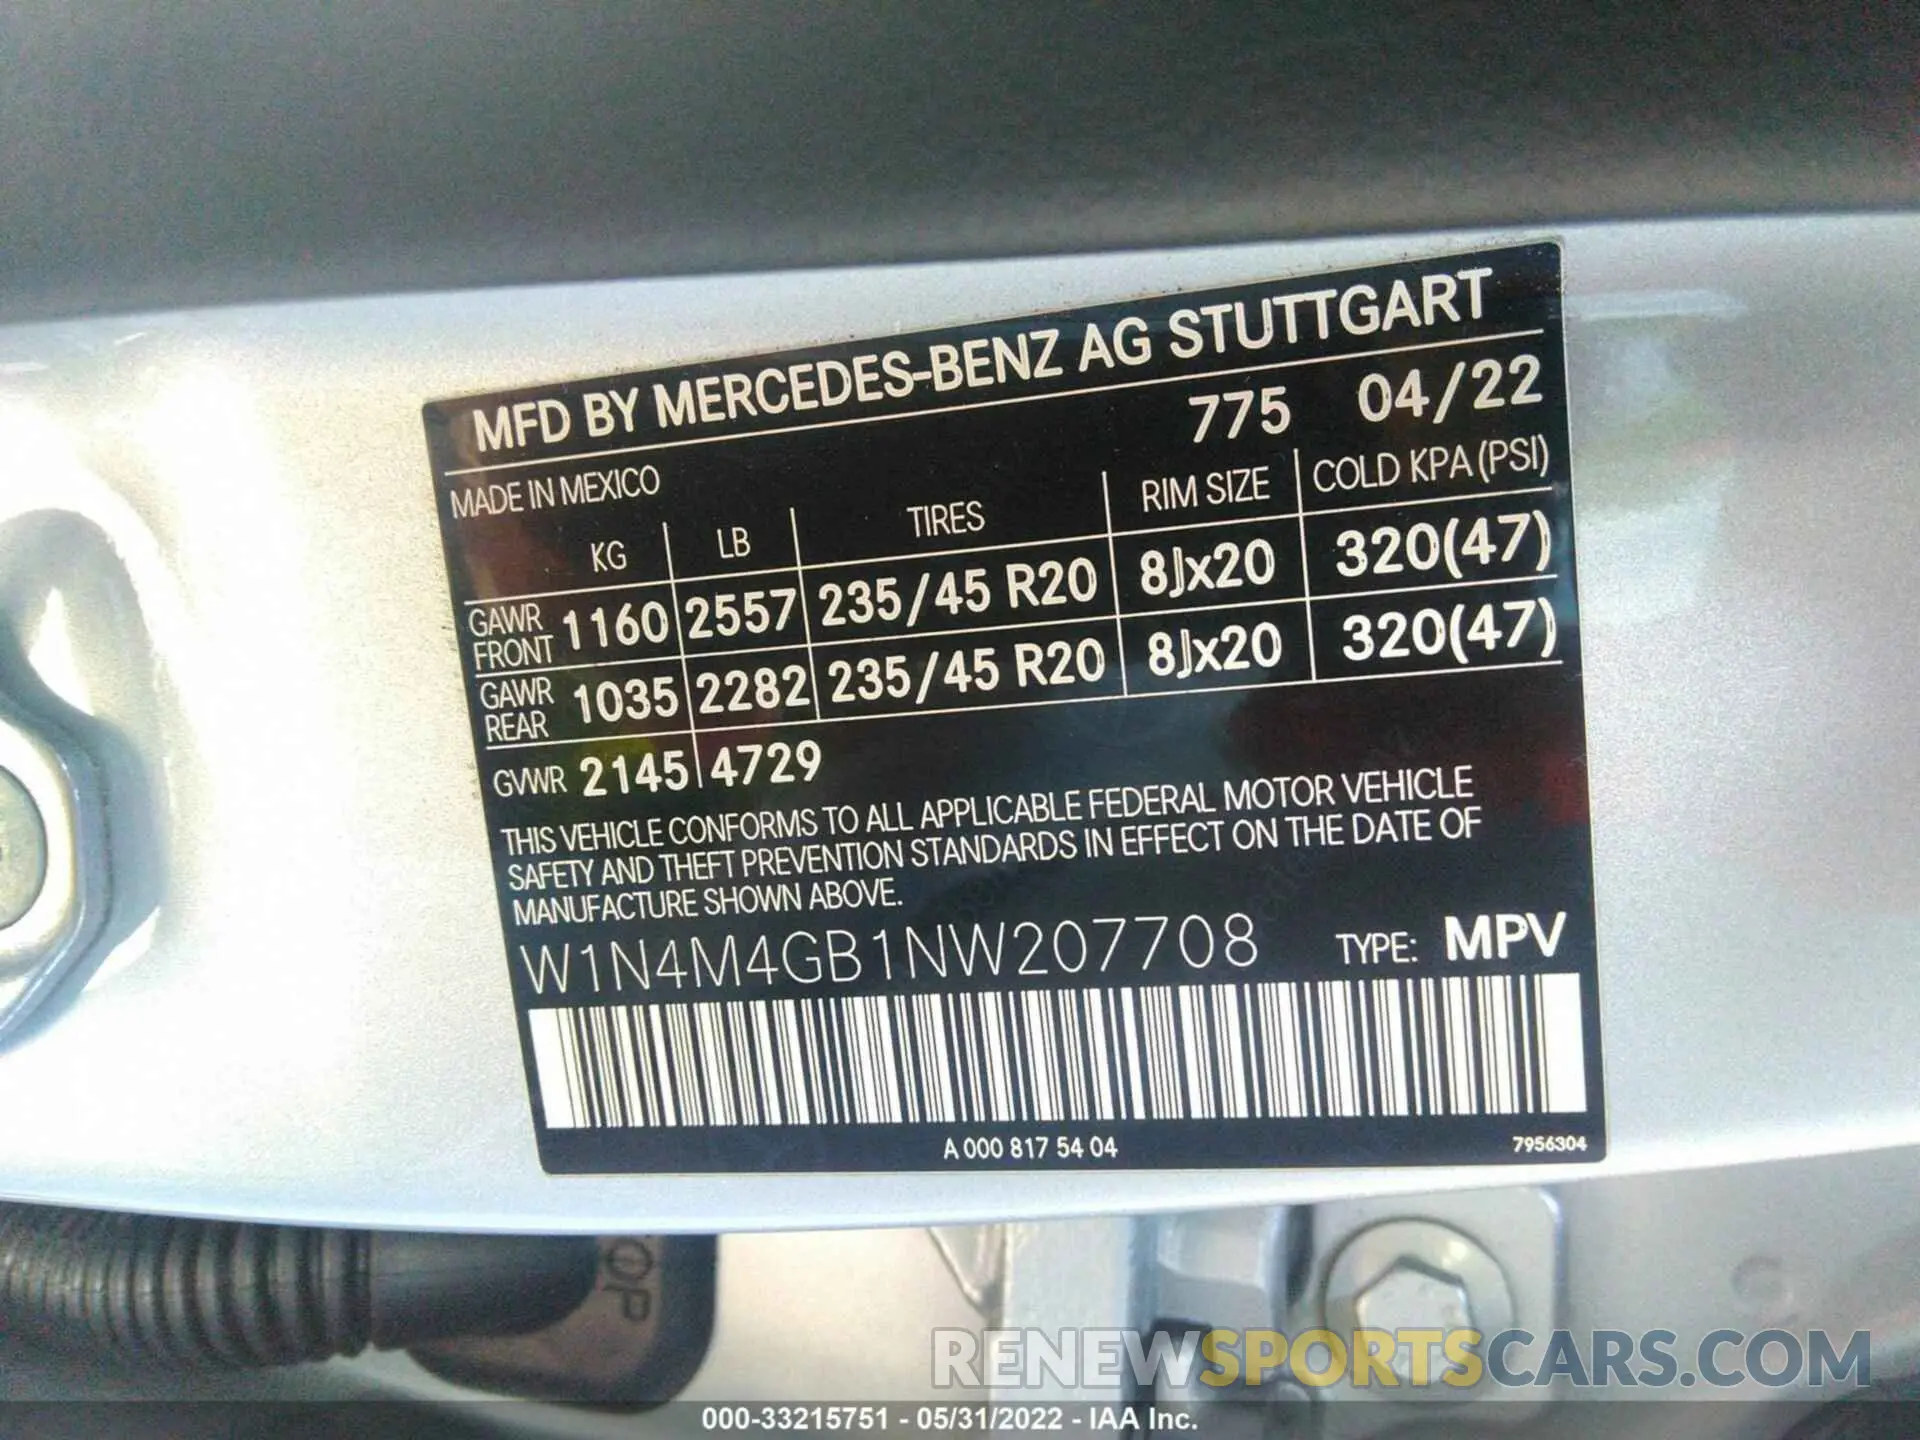 MFD BY MERCEDES-BENZ AG STUTTGART
775 04/22
MADE IN MEXICO
KG LB TIRES RIM SIZE COLD KPA (PSI)
GAWR FRONT 1160 2557 235/45 R20 8Jx20 320(47)
GAWR REAR 1035 2282 235/45 R20 8Jx20 320(47)
GVWR 2145 4729
THIS VEHICLE CONFORMS TO ALL APPLICABLE FEDERAL MOTOR VEHICLE
SAFETY AND THEFT PREVENTION STANDARDS IN EFFECT ON THE DATE OF
MANUFACTURE SHOWN ABOVE.
W1N4M4GB1NW207708 TYPE: MPV
A 000 817 54 04 7956304
RENEWSPORTSCARS.COM
000-33215751 - 05/31/2022 - IAA Inc.